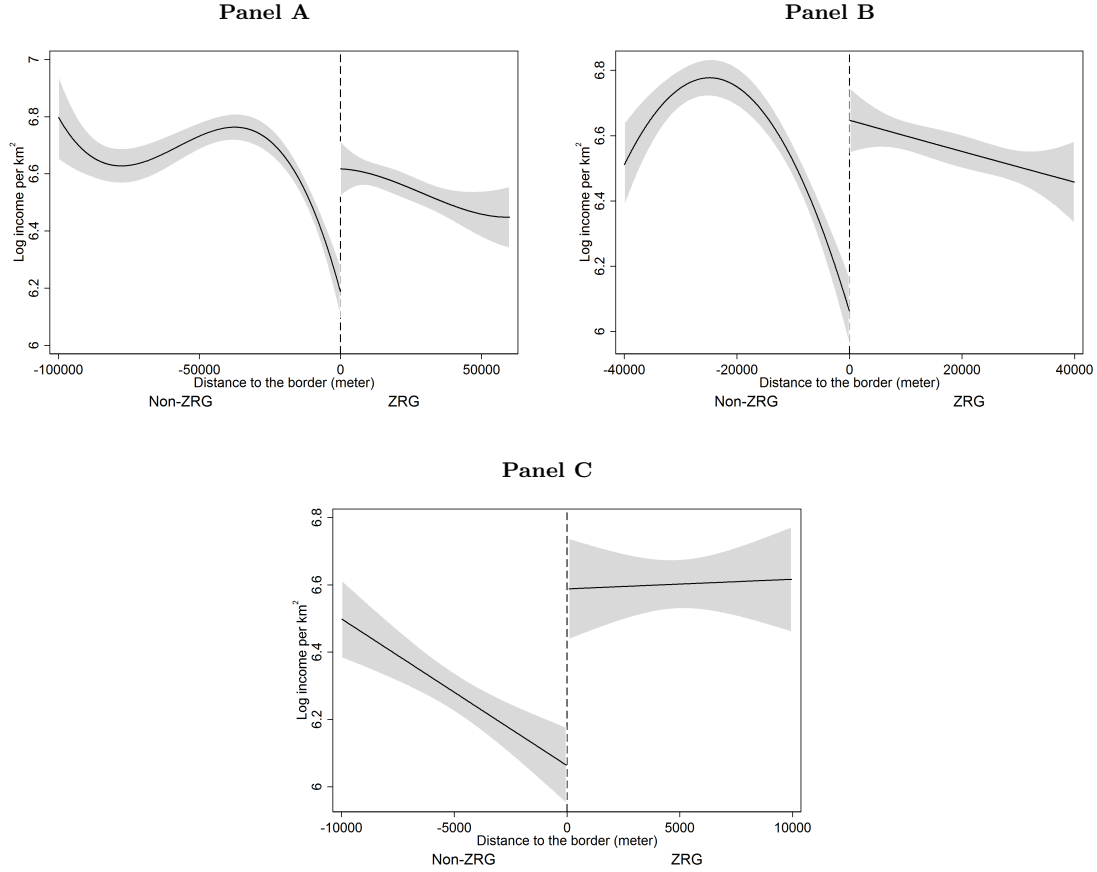 Panel A
Log income per km²
7
6.8
6.6
6.4
6.2
6
-100000 -50000 0 50000
Distance to the border (meter)
Non-ZRG ZRG
Panel B
Log income per km²
6.8
6.6
6.4
6.2
6
-40000 -20000 0 20000 40000
Distance to the border (meter)
Non-ZRG ZRG
Panel C
Log income per km²
6.8
6.6
6.4
6.2
6
-10000 -5000 0 5000 10000
Distance to the border (meter)
Non-ZRG ZRG